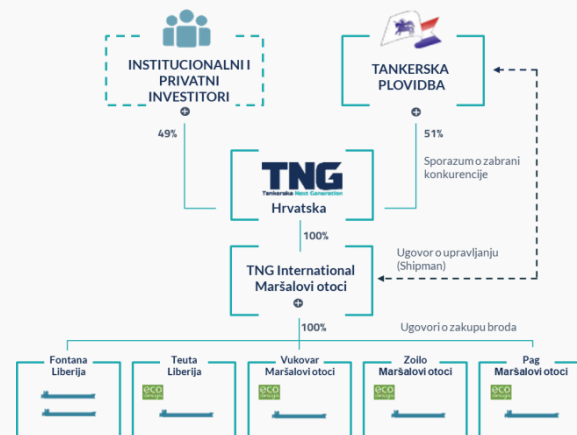 INSTITUCIONALNI I
PRIVATNI
INVESTITORI
TANKERSKA
PLOVIDBA
49%
51%
Sporazum o zabrani
konkurencije
TNG
Tankerska Next Generation
Hrvatska
100%
TNG International
Maršalovi otoci
Ugovor o upravljanju
(Shipman)
100%
Ugovori o zakupu broda
Fontana
Liberija
Teuta
Liberija
eco
design
Vukovar
Maršalovi otoci
eco
design
Zoilo
Maršalovi otoci
eco
design
Pag
Maršalovi otoci
eco
design